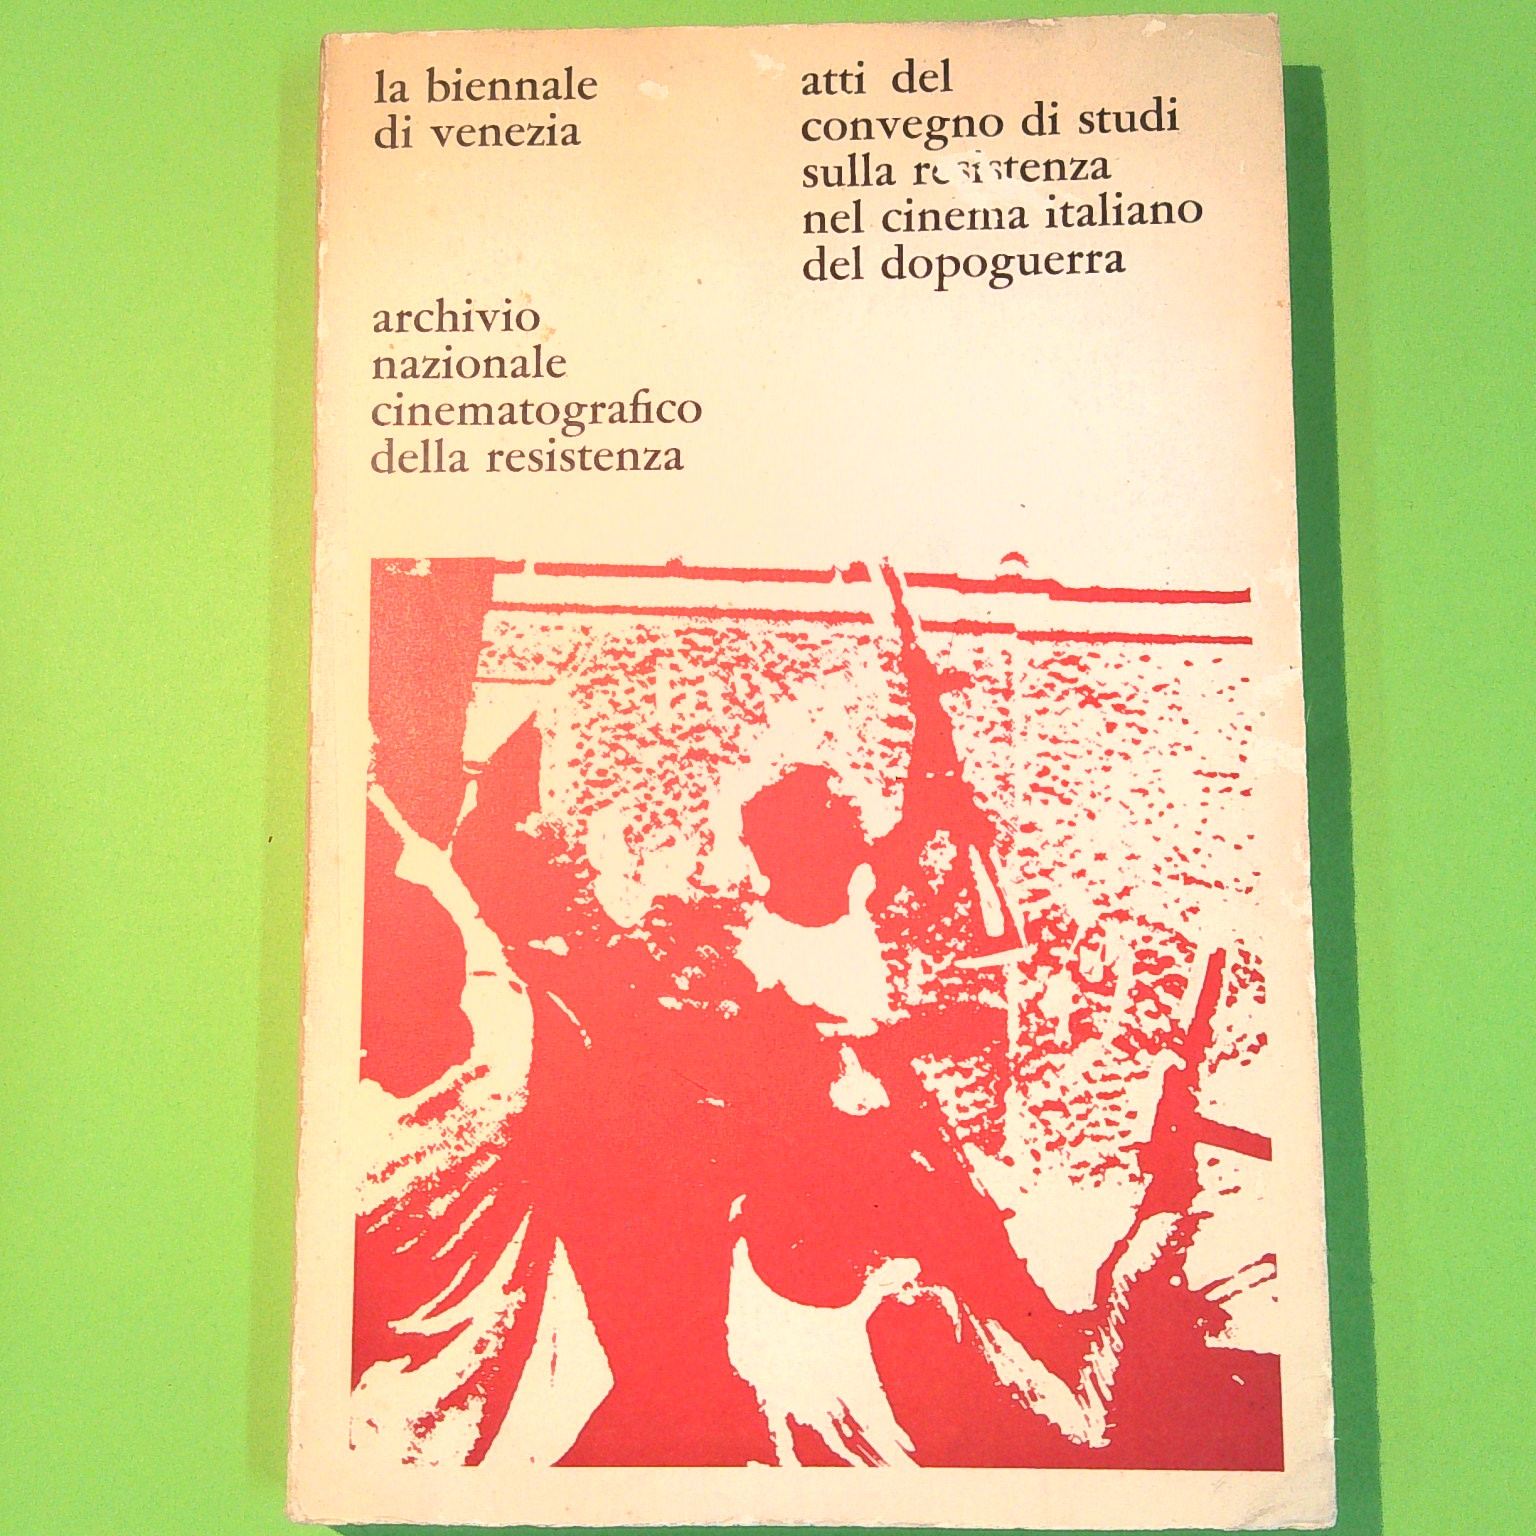 la biennale
di venezia
atti del
convegno di studi
sulla resistenza
nel cinema italiano
del dopoguerra
archivio
nazionale
cinematografico
della resistenza